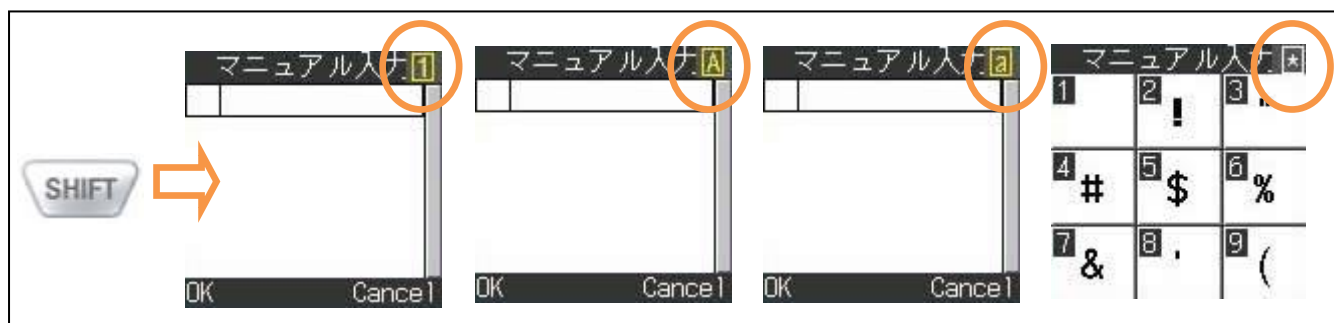 SHIFT
マニュアル入力 1
OK Cancel
マニュアル入力 A
OK Cancel
マニュアル入力 a
OK Cancel
マニュアル入力 *
1 2 ! 3 "
4 # 5 $ 6 %
7 & 8 ' 9 (